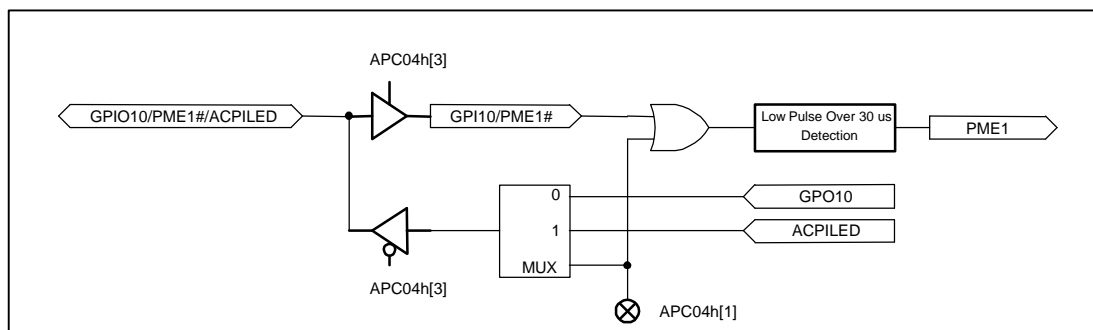 APC04h[3]
GPIO10/PME1#/ACPILED
GPI10/PME1#
Low Pulse Over 30 us
Detection
PME1
0
GPO10
1
ACPILED
MUX
APC04h[3]
APC04h[1]